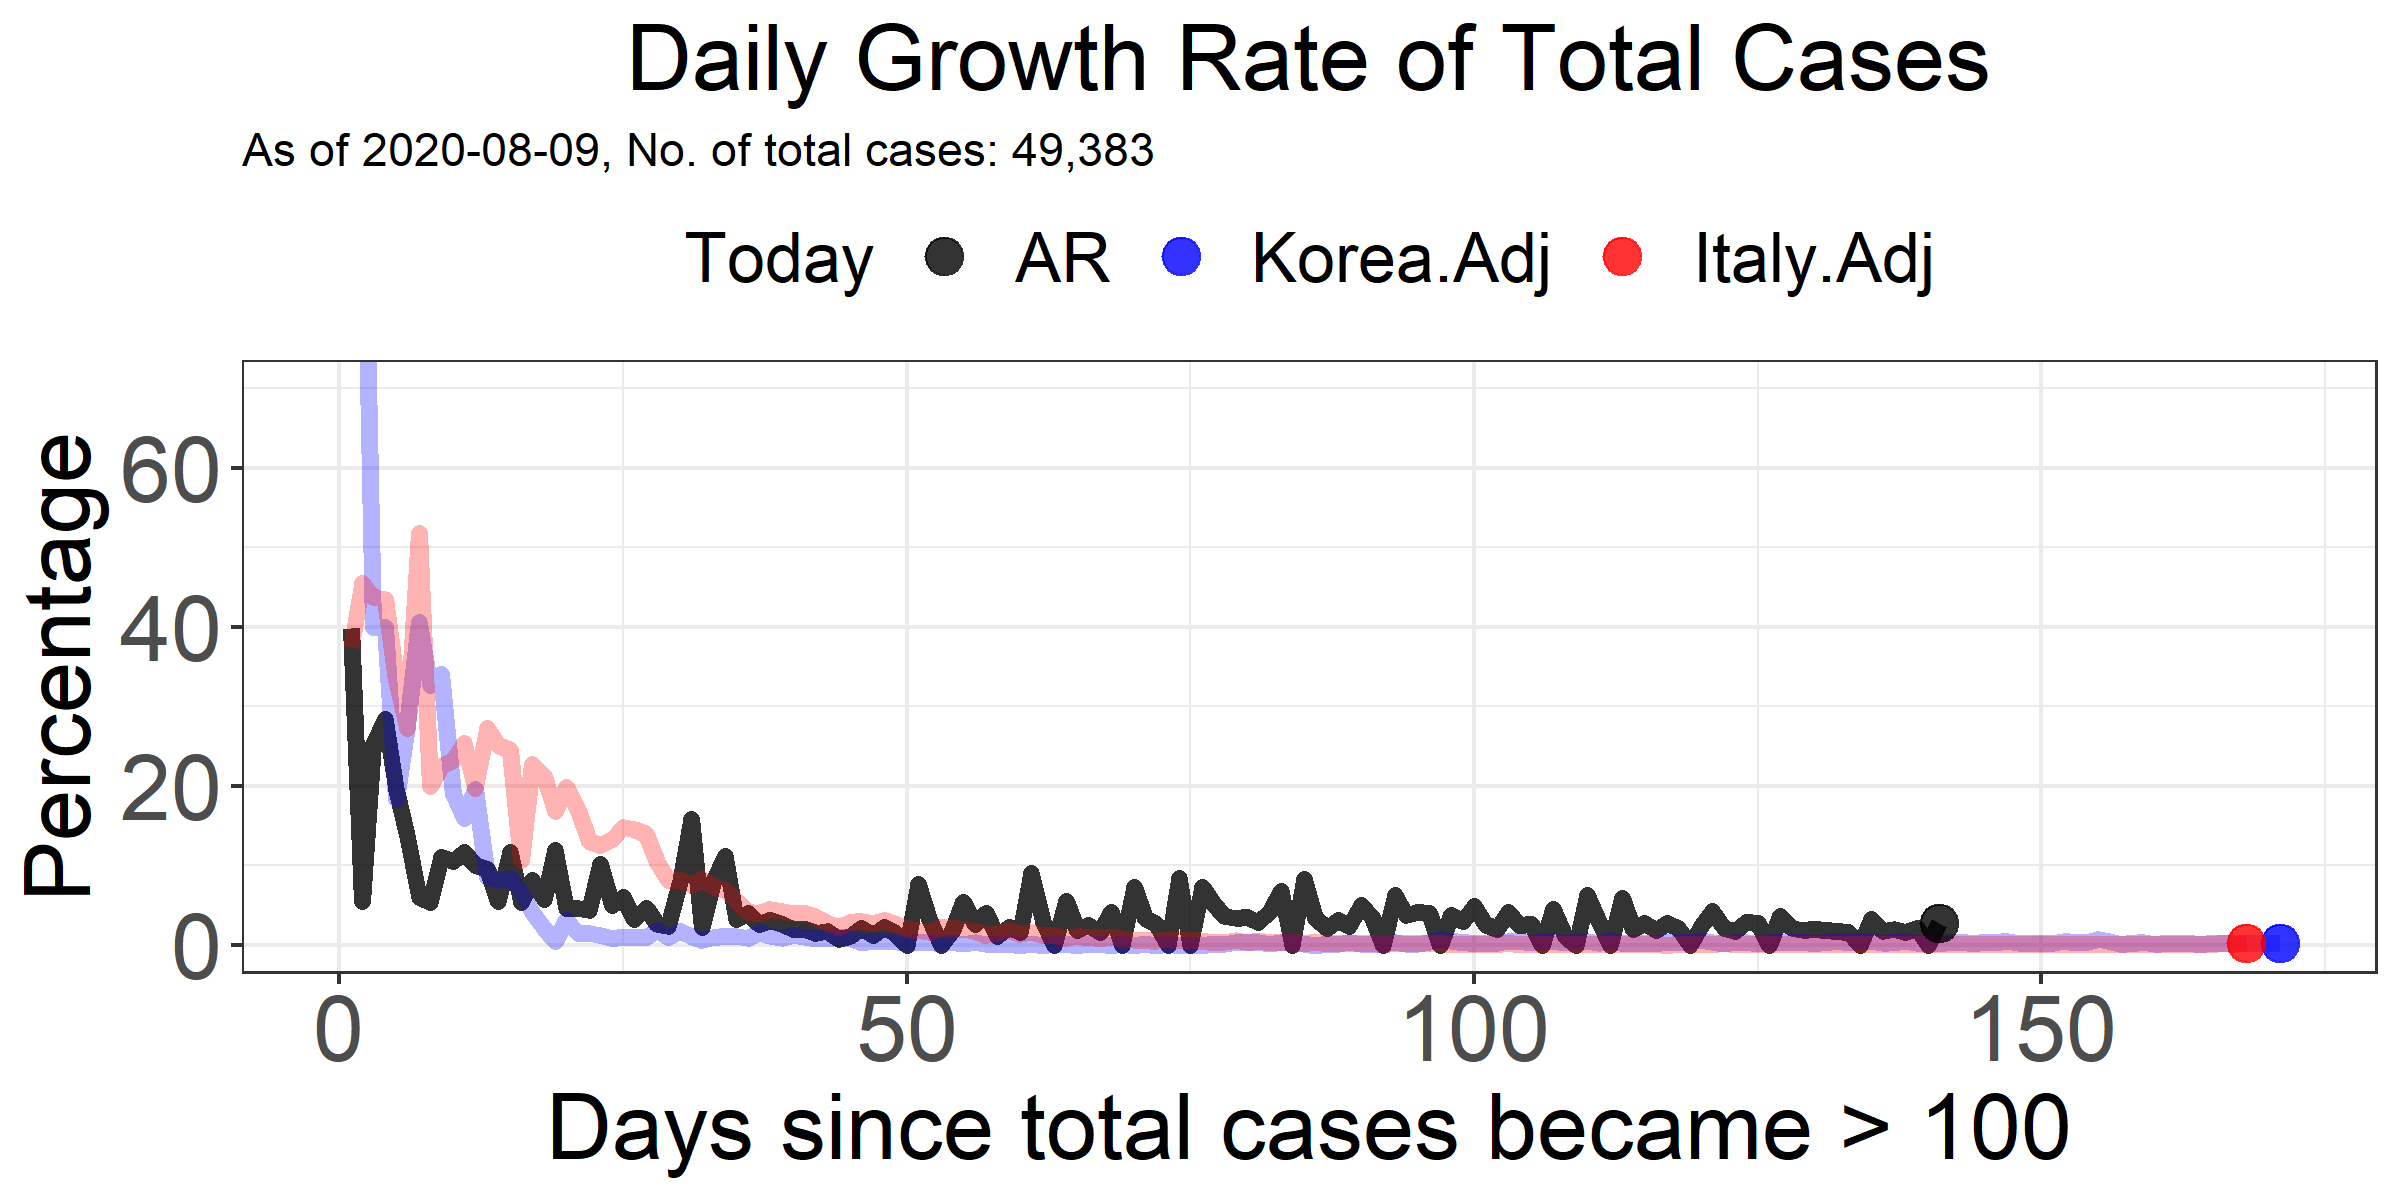 Daily Growth Rate of Total Cases
As of 2020-08-09, No. of total cases: 49,383
Today AR Korea.Adj Italy.Adj
Percentage
60
40
20
0
0 50 100 150
Days since total cases became > 100